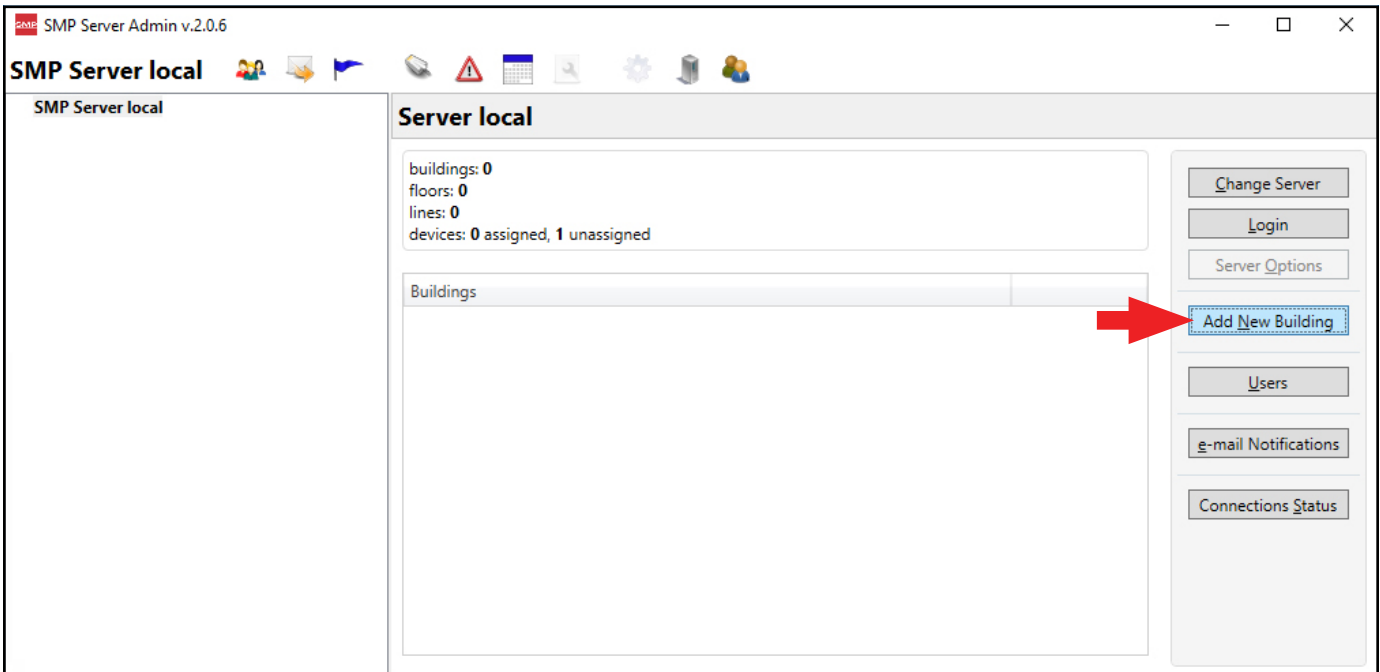 SMP SMP Server Admin v.2.0.6
SMP Server local
SMP Server local
Server local
buildings: 0
floors: 0
lines: 0
devices: 0 assigned, 1 unassigned
Buildings
Change Server
Login
Server Options
Add New Building
Users
e-mail Notifications
Connections Status